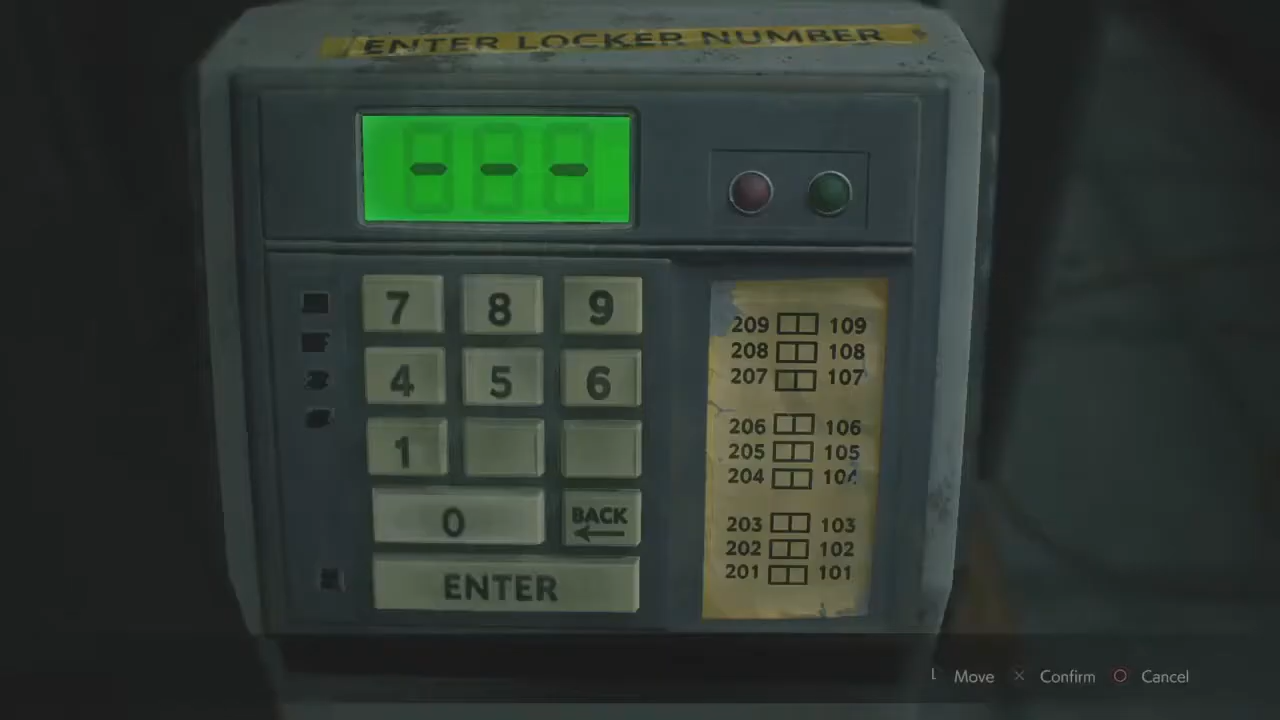 ENTER LOCKER NUMBER
7 8 9
4 5 6
1
0 BACK
ENTER
209 109
208 108
207 107
206 106
205 105
204 104
203 103
202 102
201 101
Move Confirm Cancel